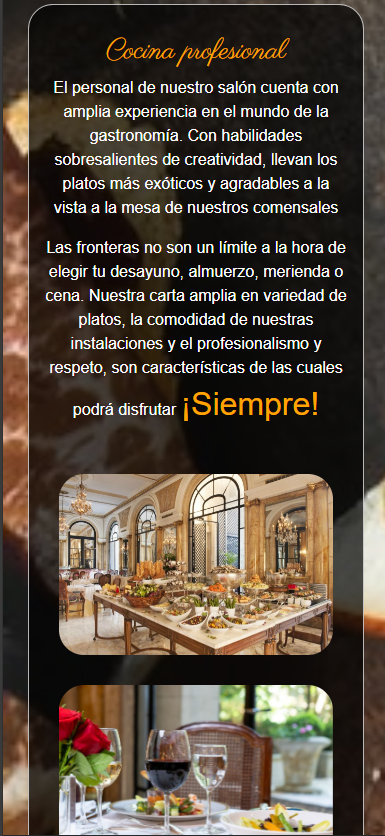 Cocina profesional
El personal de nuestro salón cuenta con
amplia experiencia en el mundo de la
gastronomía. Con habilidades
sobresalientes de creatividad, llevan los
platos más exóticos y agradables a la
vista a la mesa de nuestros comensales
Las fronteras no son un límite a la hora de
elegir tu desayuno, almuerzo, merienda o
cena. Nuestra carta amplia en variedad de
platos, la comodidad de nuestras
instalaciones y el profesionalismo y
respeto, son características de las cuales
podrá disfrutar ¡Siempre!